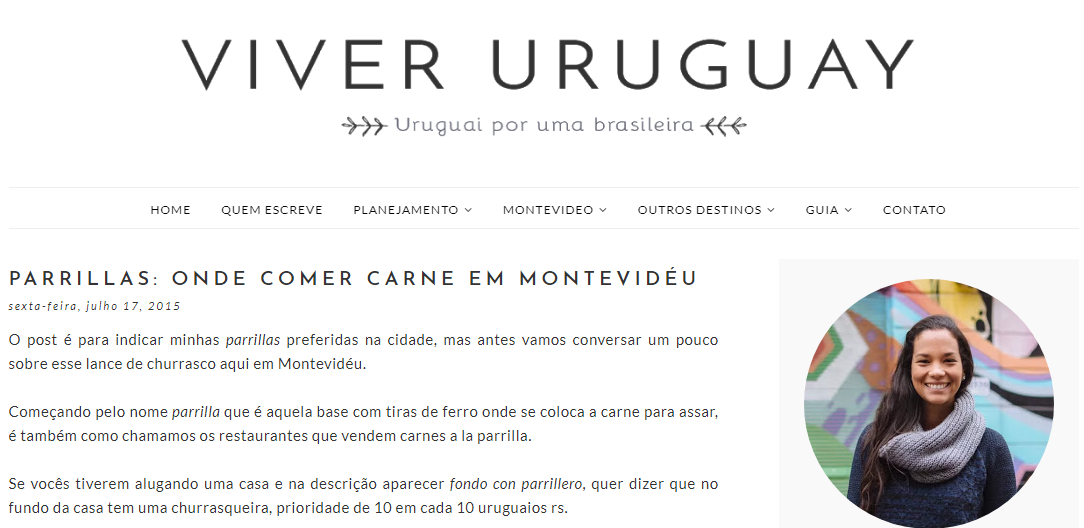 VIVER URUGUAY
Uruguai por uma brasileira
HOME QUEM ESCREVE PLANEJAMENTO MONTEVIDEO OUTROS DESTINOS GUIA CONTATO
PARRILLAS: ONDE COMER CARNE EM MONTEVIDÉU
sexta-feira, julho 17, 2015
O post é para indicar minhas parrillas preferidas na cidade, mas antes vamos conversar um pouco
sobre esse lance de churrasco aqui em Montevidéu.
Começando pelo nome parrilla que é aquela base com tiras de ferro onde se coloca a carne para assar,
é também como chamamos os restaurantes que vendem carnes a la parrilla.
Se vocês tiverem alugando uma casa e na descrição aparecer fondo con parrillero, quer dizer que no
fundo da casa tem uma churrasqueira, prioridade de 10 em cada 10 uruguaios rs.